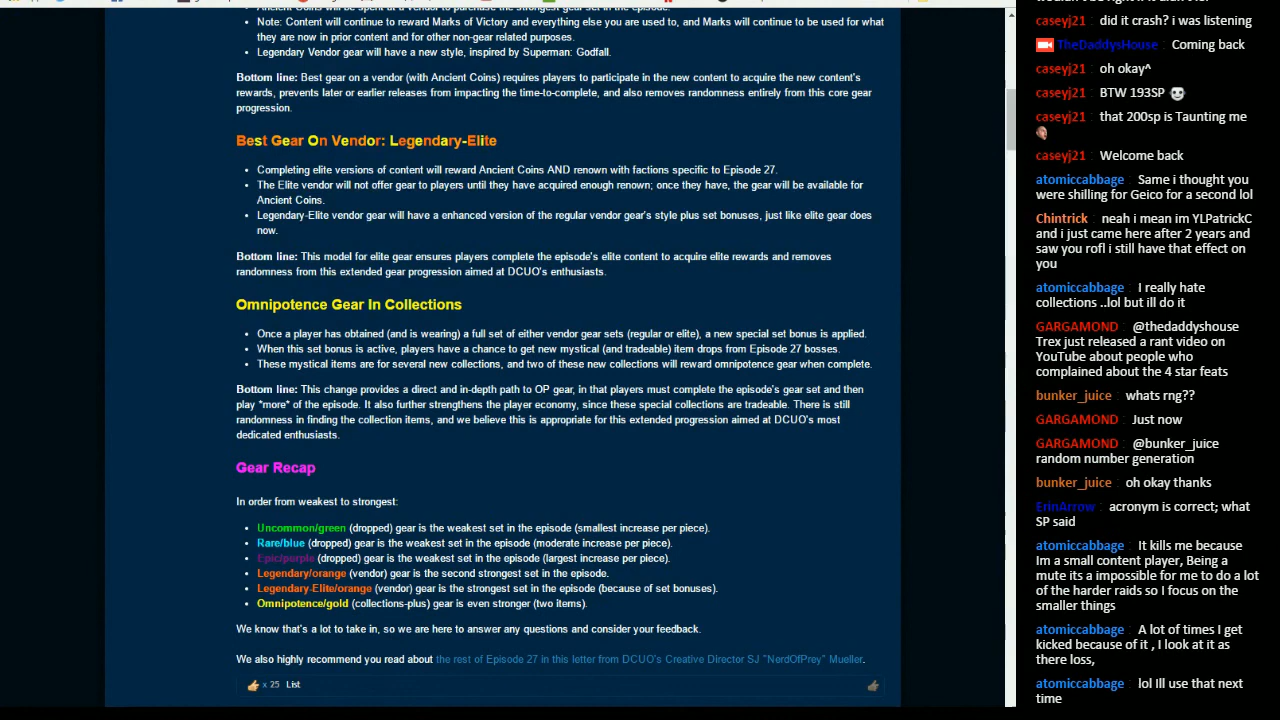 Ancient Coins will be spent at a vendor to purchase the strongest gear set in the episode.
Note: Content will continue to reward Marks of Victory and everything else you are used to, and Marks will continue to be used for what
they are now in prior content and for other non-gear related purposes.
Legendary Vendor gear will have a new style, inspired by Superman: Godfall.
Bottom line: Best gear on a vendor (with Ancient Coins) requires players to participate in the new content to acquire the new content's
rewards, prevents later or earlier releases from impacting the time-to-complete, and also removes randomness entirely from this core gear
progression.
Best Gear On Vendor: Legendary-Elite
Completing elite versions of content will reward Ancient Coins AND renown with factions specific to Episode 27.
The Elite vendor will not offer gear to players until they have acquired enough renown; once they have, the gear will be available for
Ancient Coins.
Legendary-Elite vendor gear will have a enhanced version of the regular vendor gear's style plus set bonuses, just like elite gear does
now.
Bottom line: This model for elite gear ensures players complete the episode's elite content to acquire elite rewards and removes
randomness from this extended gear progression aimed at DCUO's enthusiasts.
Omnipotence Gear In Collections
Once a player has obtained (and is wearing) a full set of either vendor gear sets (regular or elite), a new special set bonus is applied.
When this set bonus is active, players have a chance to get new mystical (and tradeable) item drops from Episode 27 bosses.
These mystical items are for several new collections, and two of these new collections will reward omnipotence gear when complete.
Bottom line: This change provides a direct and in-depth path to OP gear, in that players must complete the episode's gear set and then
play *more* of the episode. It also further strengthens the player economy, since these special collections are tradeable. There is still
randomness in finding the collection items, and we believe this is appropriate for this extended progression aimed at DCUO's most
dedicated enthusiasts.
Gear Recap
In order from weakest to strongest:
Uncommon/green (dropped) gear is the weakest set in the episode (smallest increase per piece).
Rare/blue (dropped) gear is the weakest set in the episode (moderate increase per piece).
Epic/purple (dropped) gear is the weakest set in the episode (largest increase per piece).
Legendary/orange (vendor) gear is the second strongest set in the episode.
Legendary-Elite/orange (vendor) gear is the strongest set in the episode (because of set bonuses).
Omnipotence/gold (collections-plus) gear is even stronger (two items).
We know that's a lot to take in, so we are here to answer any questions and consider your feedback.
We also highly recommend you read about the rest of Episode 27 in this letter from DCUO's Creative Director SJ "NerdOfPrey" Mueller.
x 25 List
caseyj21 : did it crash? i was listening
TheDaddysHouse : Coming back
caseyj21 : oh okay^
caseyj21 : BTW 193SP
caseyj21 : that 200sp is Taunting me
caseyj21 : Welcome back
atomiccabbage : Same i thought you
were shilling for Geico for a second lol
Chintrick : neah i mean im YLPatrickC
and i just came here after 2 years and
saw you rofl i still have that effect on
you
atomiccabbage : I really hate
collections ..lol but ill do it
GARGAMOND : @thedaddyshouse
Trex just released a rant video on
YouTube about people who
complained about the 4 star feats
bunker_juice : whats rng??
GARGAMOND : Just now
GARGAMOND : @bunker_juice
random number generation
bunker_juice : oh okay thanks
ErinArrow : acronym is correct; what
SP said
atomiccabbage : It kills me because
Im a small content player, Being a
mute its a impossible for me to do a lot
of the harder raids so I focus on the
smaller things
atomiccabbage : A lot of times I get
kicked because of it , I look at it as
there loss,
atomiccabbage : lol Ill use that next
time